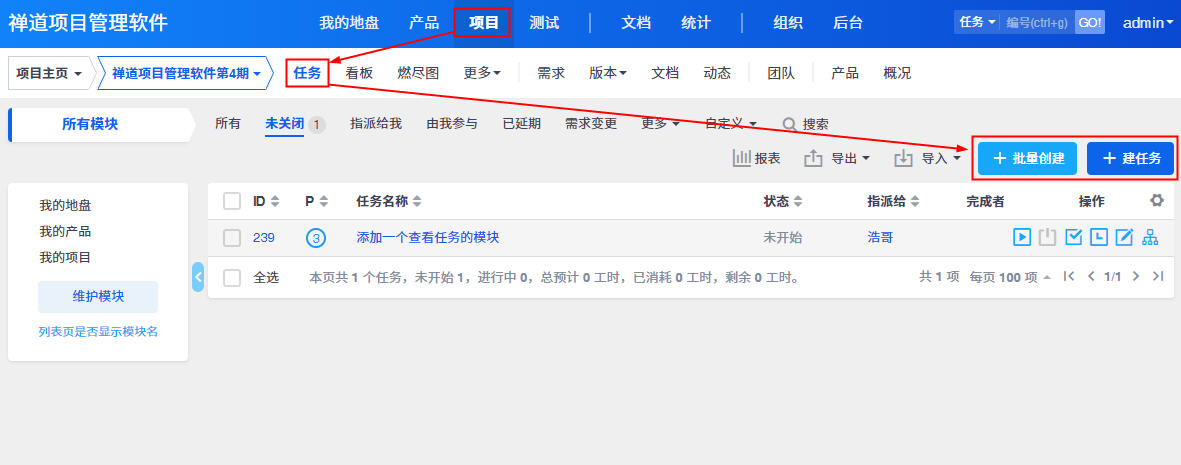 禅道项目管理软件 我的地盘 产品 项目 测试 文档 统计 组织 后台 任务 编号(ctrl+g) GO! admin
项目主页 禅道项目管理软件第4期 任务 看板 燃尽图 更多 需求 版本 文档 动态 团队 产品 概况
所有模块 所有 未关闭 1 指派给我 由我参与 已延期 需求变更 更多 自定义 搜索
报表 导出 导入 批量创建 建任务
我的地盘
我的产品
我的项目
维护模块
列表页是否显示模块名
ID P 任务名称 状态 指派给 完成者 操作
239 3 添加一个查看任务的模块 未开始 浩哥
全选 本页共 1 个任务，未开始 1，进行中 0，总预计 0 工时，已消耗 0 工时，剩余 0 工时。 共 1 项 每页 100 项 1/1